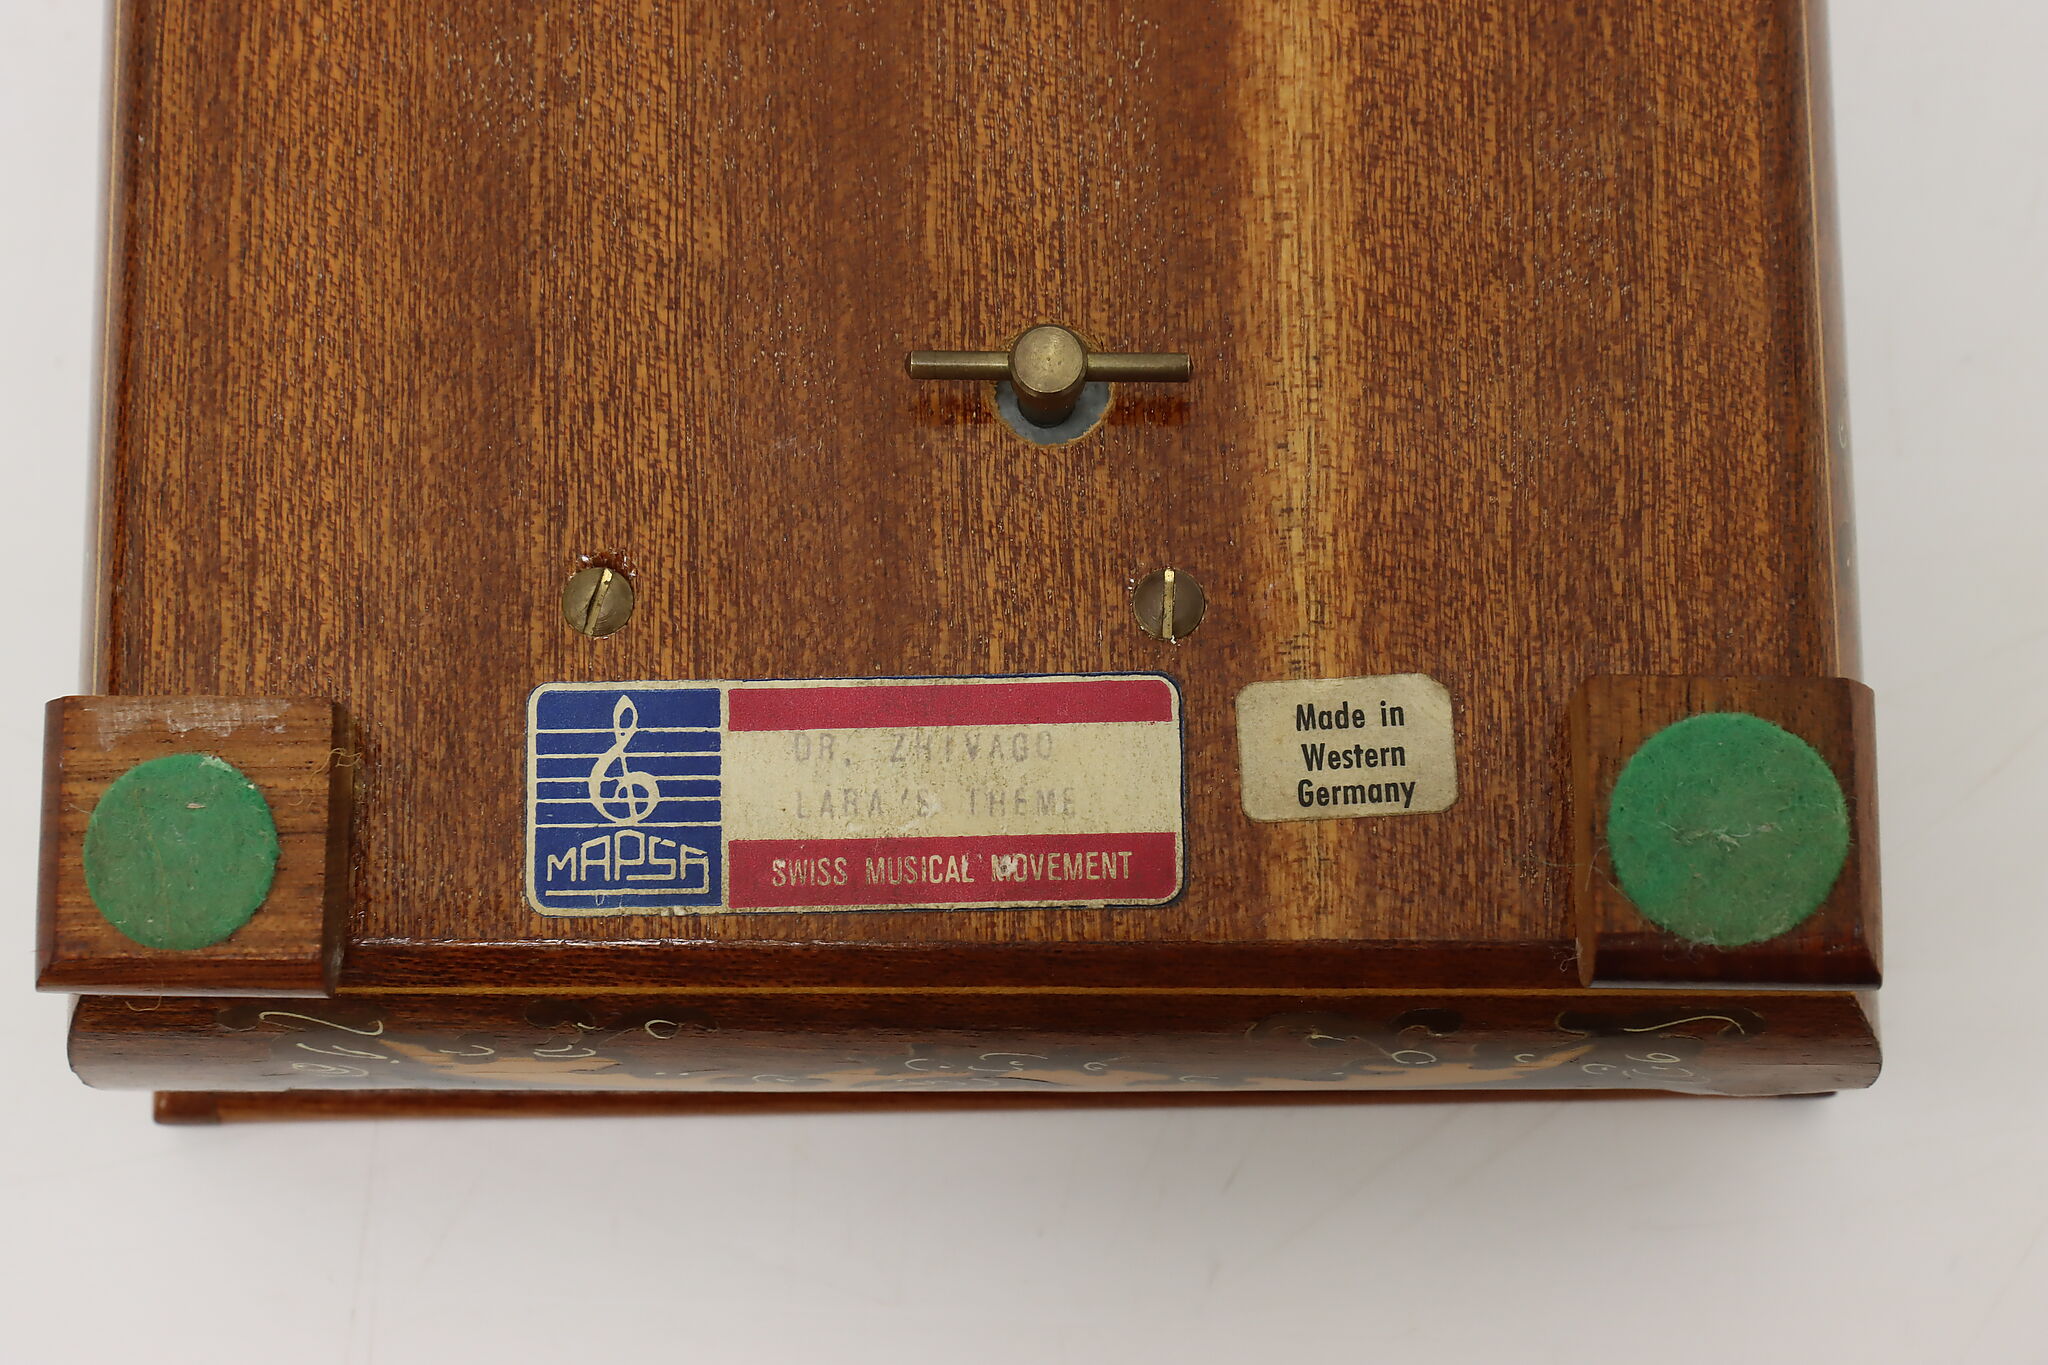 DR. ZHIVAGO
LARA'S THEME
MAPSA
SWISS MUSICAL MOVEMENT
Made in
Western
Germany